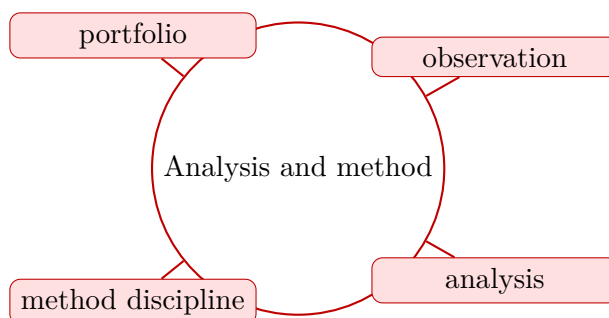 portfolio
observation
Analysis and method
analysis
method discipline